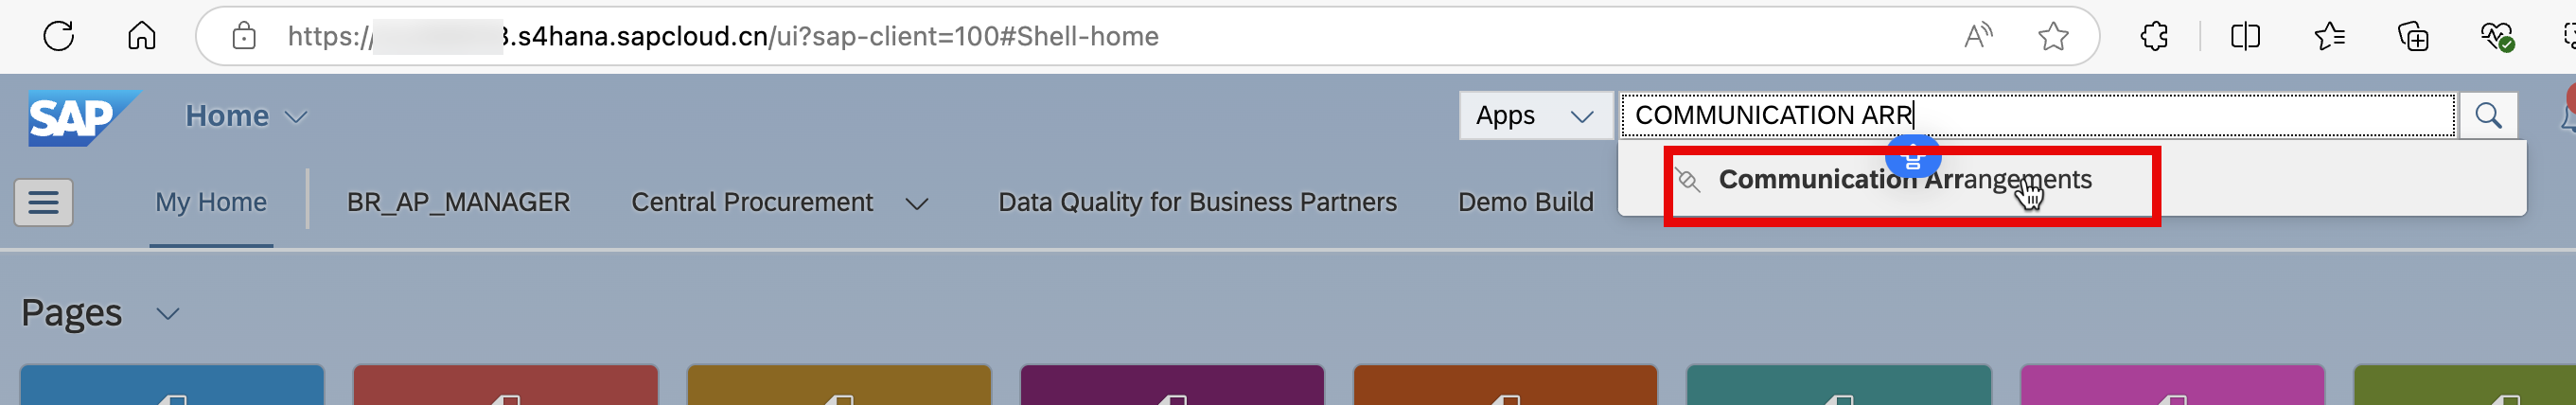 https://3.s4hana.sapcloud.cn/ui?sap-client=100#Shell-home
SAP
Home
Apps
COMMUNICATION ARR
Communication Arrangements
My Home
BR_AP_MANAGER
Central Procurement
Data Quality for Business Partners
Demo Build
Pages